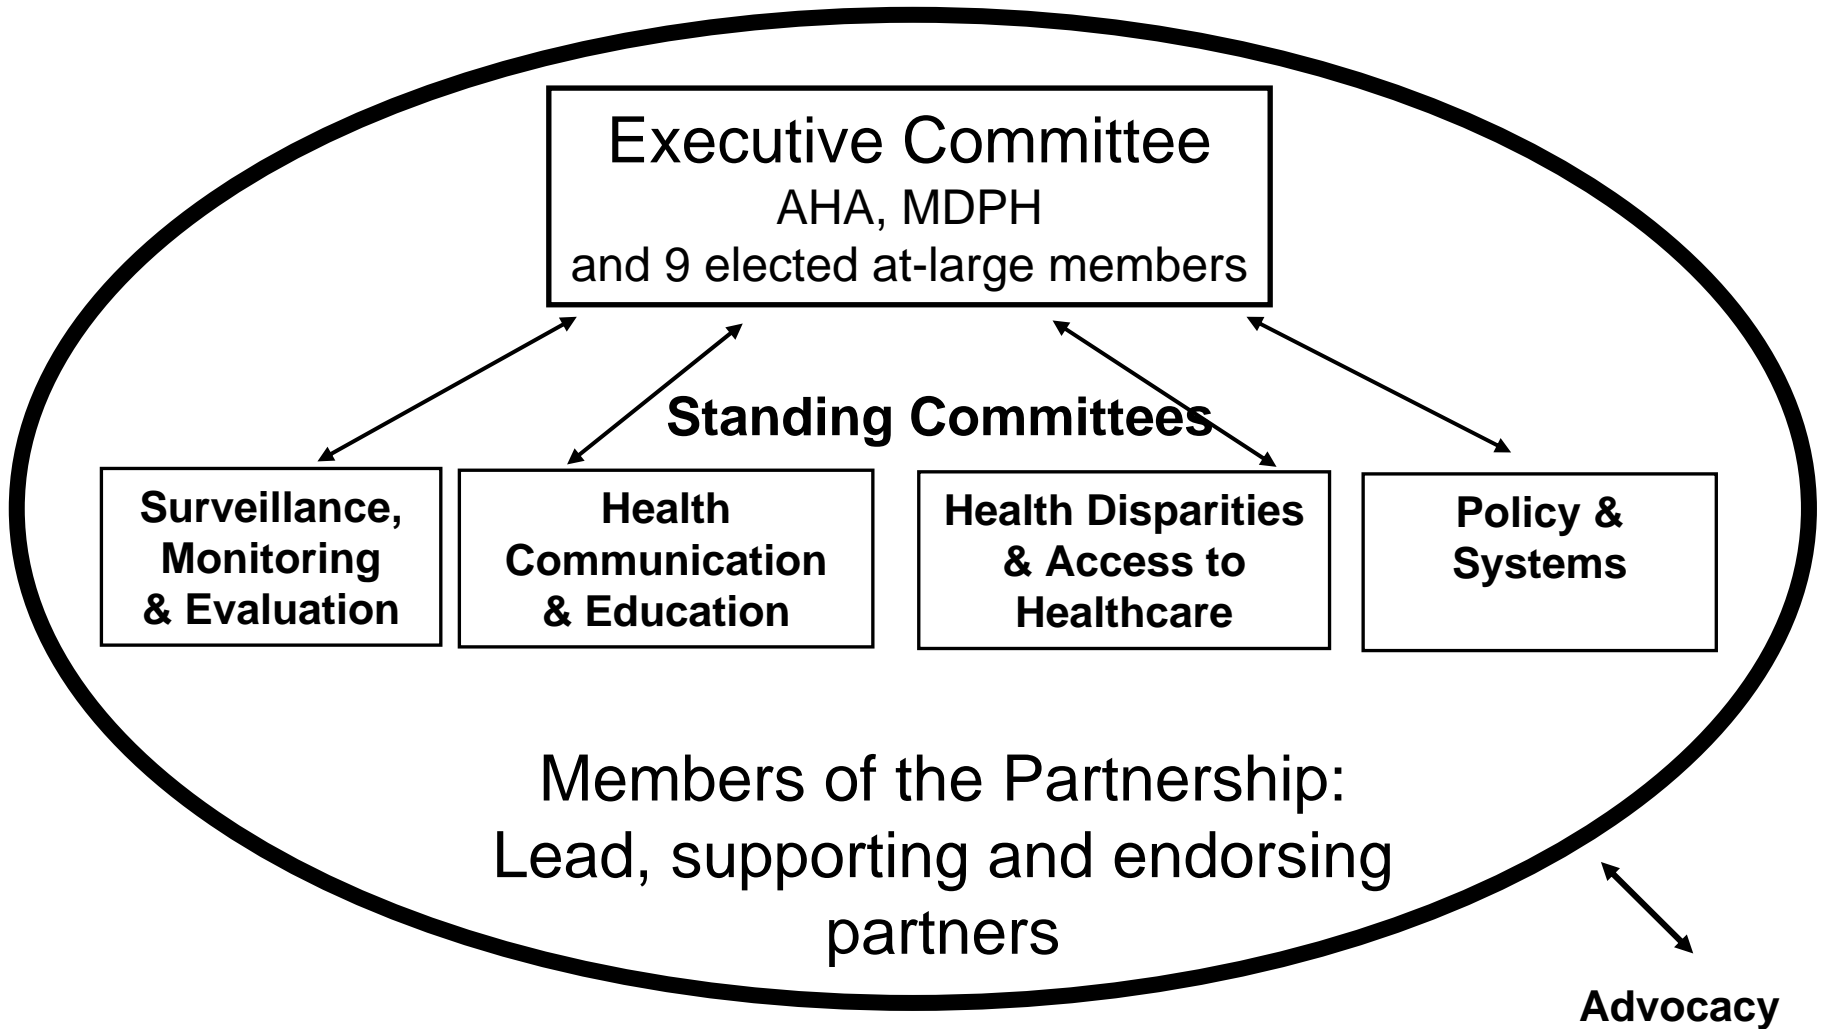 Executive Committee
AHA, MDPH
and 9 elected at-large members
Standing Committees
Surveillance,
Monitoring
& Evaluation
Health
Communication
& Education
Health Disparities
& Access to
Healthcare
Policy &
Systems
Members of the Partnership:
Lead, supporting and endorsing
partners
Advocacy